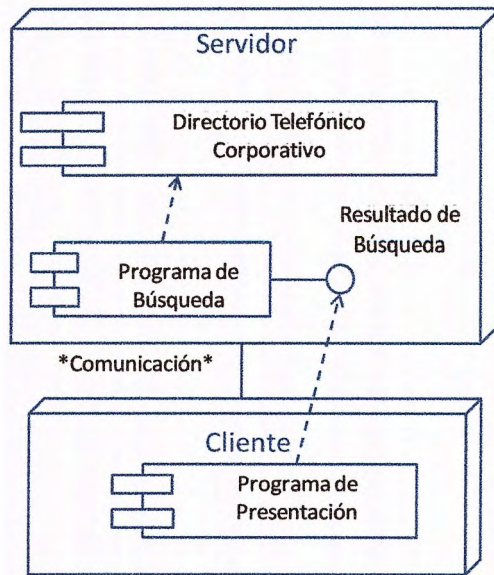 Servidor
Directorio Telefónico
Corporativo
Resultado de
Búsqueda
Programa de
Búsqueda
*Comunicación*
Cliente
Programa de
Presentación